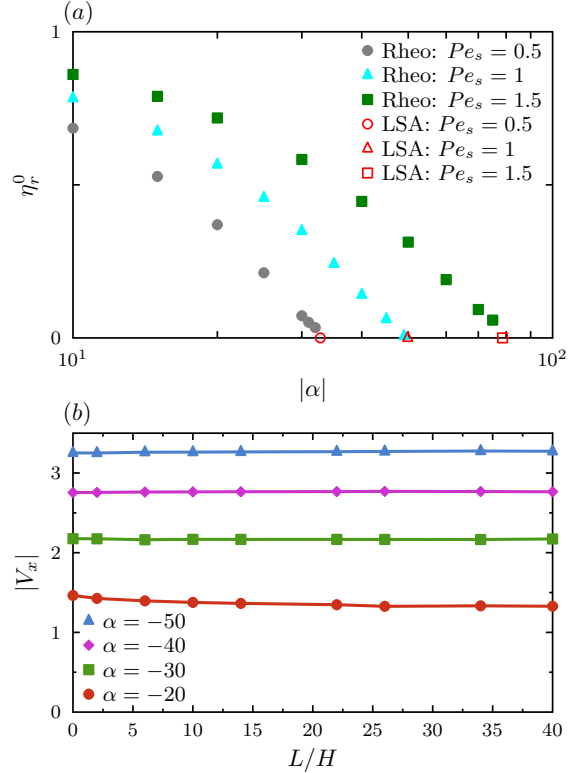 (a)
1
η_r^0
0
10^1
10^2
|α|
Rheo: Pe_s = 0.5
Rheo: Pe_s = 1
Rheo: Pe_s = 1.5
LSA: Pe_s = 0.5
LSA: Pe_s = 1
LSA: Pe_s = 1.5
(b)
3
2
1
0
|V_x|
α = −50
α = −40
α = −30
α = −20
0 5 10 15 20 25 30 35 40
L/H